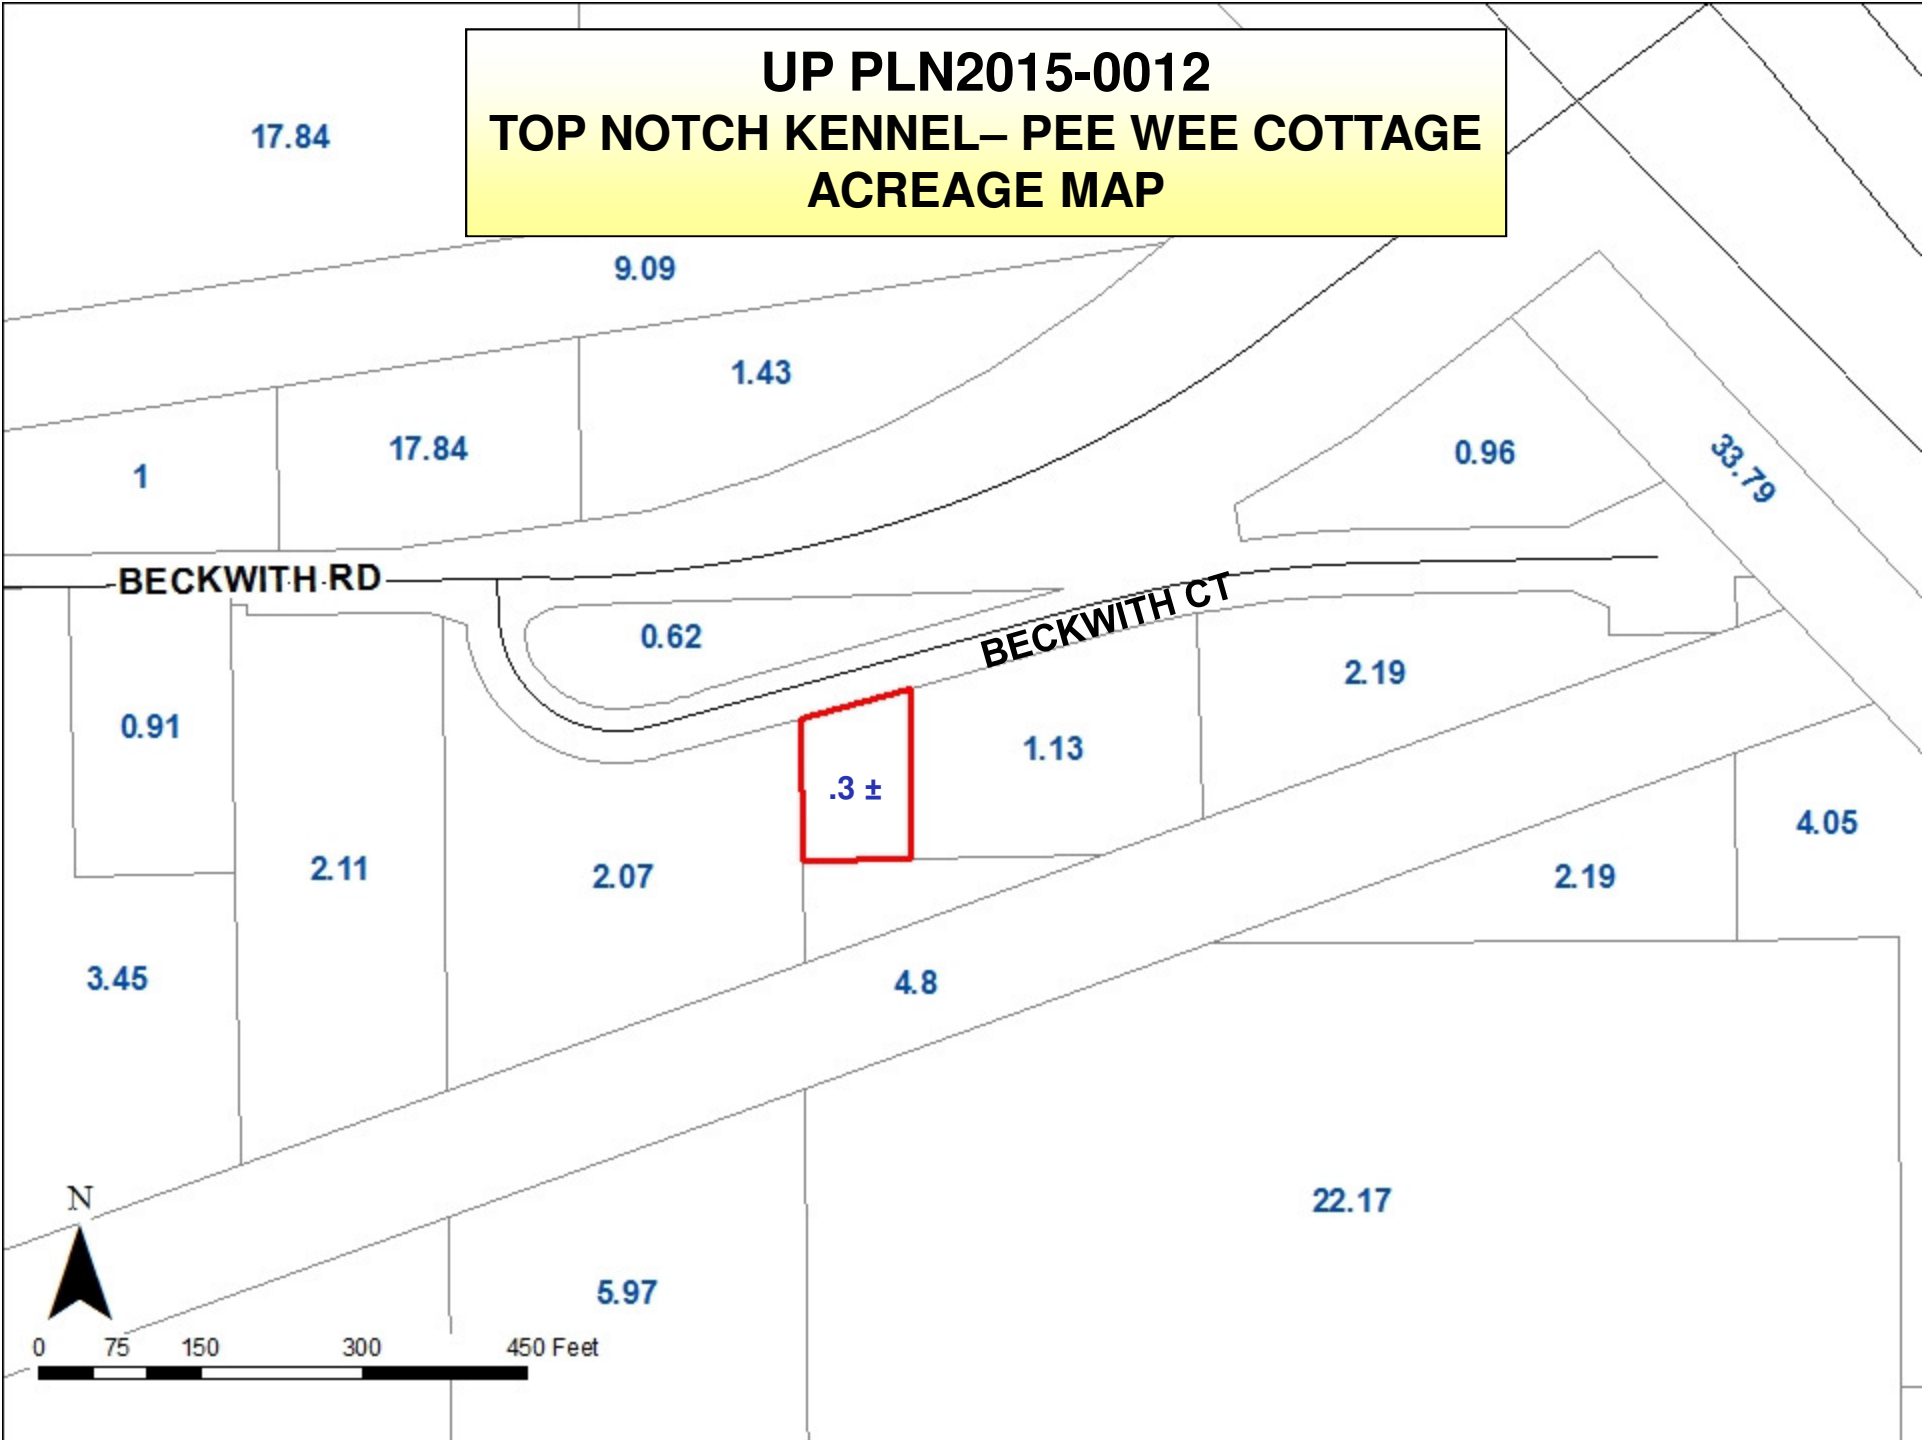 UP PLN2015-0012
TOP NOTCH KENNEL– PEE WEE COTTAGE
ACREAGE MAP
17.84
9.09
1.43
17.84
1
0.96
33.79
BECKWITH RD
BECKWITH CT
0.62
2.19
0.91
1.13
.3 ±
4.05
2.11
2.07
2.19
3.45
4.8
22.17
5.97
N
0 75 150 300 450 Feet